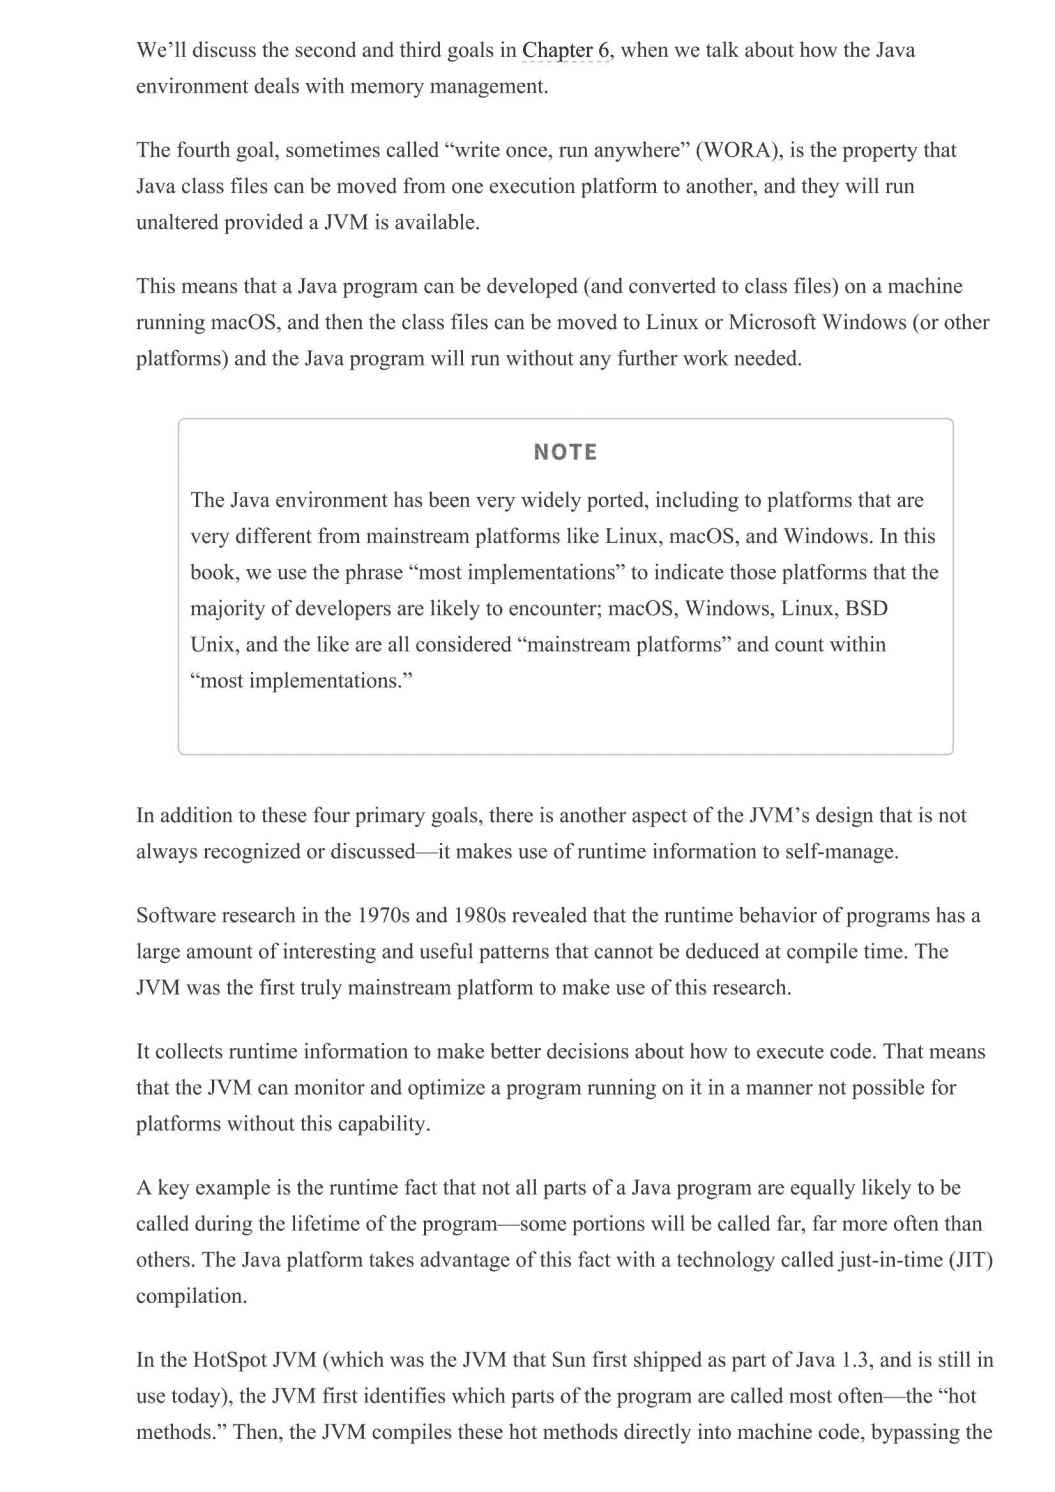 We’ll discuss the second and third goals in Chapter 6, when we talk about how the Java
environment deals with memory management.
The fourth goal, sometimes called “write once, run anywhere” (WORA), is the property that
Java class files can be moved from one execution platform to another, and they will run
unaltered provided a JVM is available.
This means that a Java program can be developed (and converted to class files) on a machine
running macOS, and then the class files can be moved to Linux or Microsoft Windows (or other
platforms) and the Java program will run without any further work needed.
NOTE
The Java environment has been very widely ported, including to platforms that are
very different from mainstream platforms like Linux, macOS, and Windows. In this
book, we use the phrase “most implementations” to indicate those platforms that the
majority of developers are likely to encounter; macOS, Windows, Linux, BSD
Unix, and the like are all considered “mainstream platforms” and count within
“most implementations.”
In addition to these four primary goals, there is another aspect of the JVM’s design that is not
always recognized or discussed—it makes use of runtime information to self-manage.
Software research in the 1970s and 1980s revealed that the runtime behavior of programs has a
large amount of interesting and useful patterns that cannot be deduced at compile time. The
JVM was the first truly mainstream platform to make use of this research.
It collects runtime information to make better decisions about how to execute code. That means
that the JVM can monitor and optimize a program running on it in a manner not possible for
platforms without this capability.
A key example is the runtime fact that not all parts of a Java program are equally likely to be
called during the lifetime of the program—some portions will be called far, far more often than
others. The Java platform takes advantage of this fact with a technology called just-in-time (JIT)
compilation.
In the HotSpot JVM (which was the JVM that Sun first shipped as part of Java 1.3, and is still in
use today), the JVM first identifies which parts of the program are called most often—the “hot
methods.” Then, the JVM compiles these hot methods directly into machine code, bypassing the